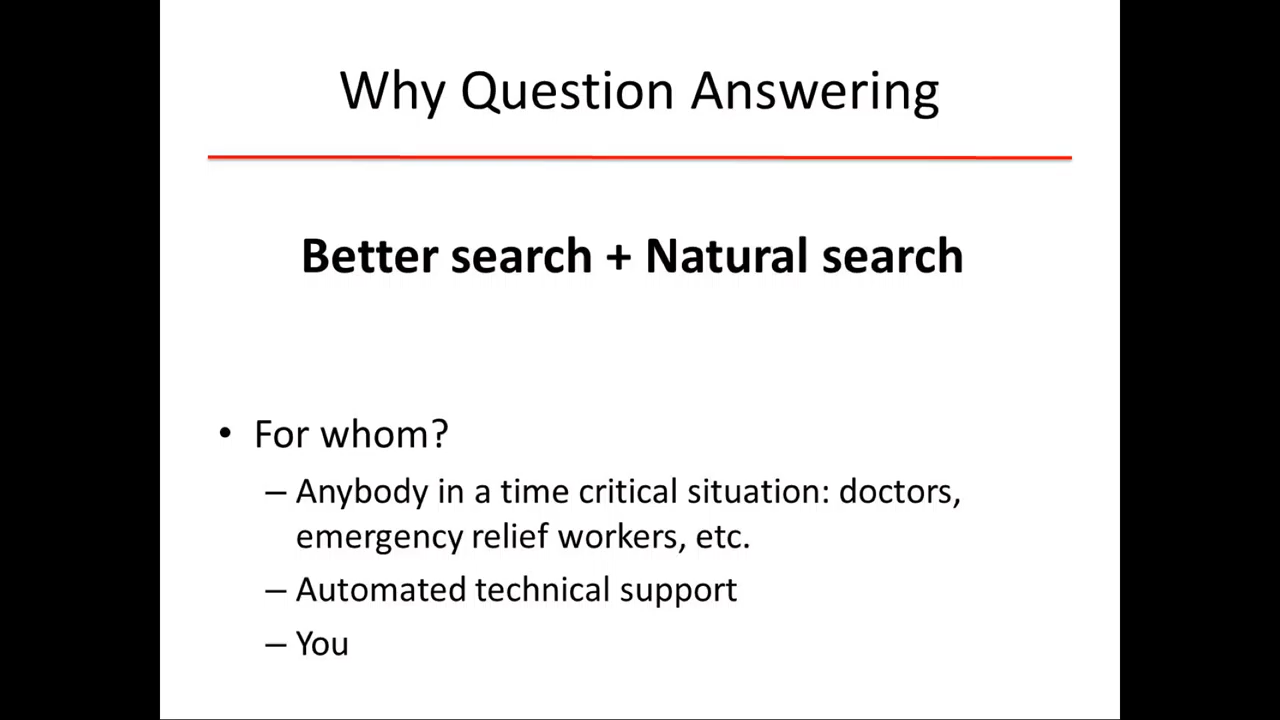 Why Question Answering
Better search + Natural search
• For whom?
– Anybody in a time critical situation: doctors,
emergency relief workers, etc.
– Automated technical support
– You